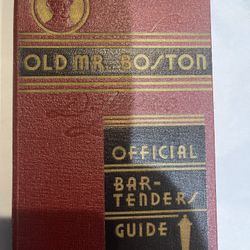 OLD MR. BOSTON
OFFICIAL
BAR-
TENDERS
GUIDE